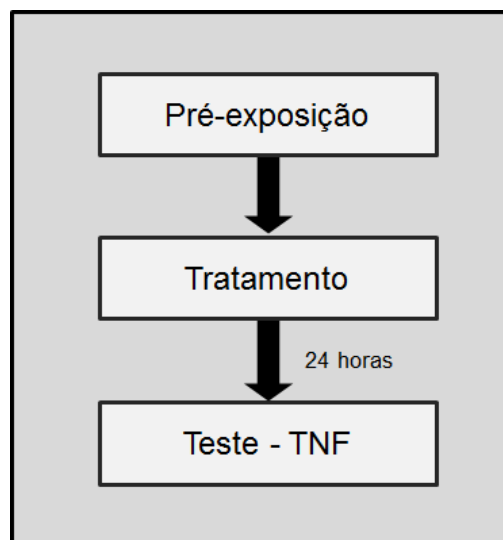 Pré-exposição
Tratamento
24 horas
Teste - TNF